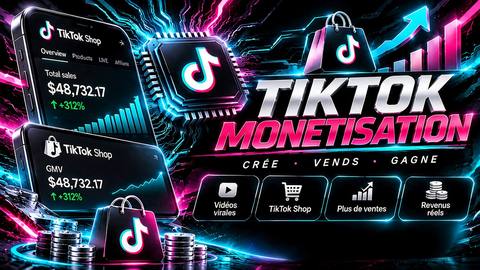 TikTok Shop
Overview Products LIVE Affiliate
Total sales
$48,732.17
↑ +312%
TikTok Shop
GMV
$48,732.17
↑ +312%
TIKTOK
MONETISATION
CRÉE • VENDS • GAGNE
Vidéos
virales
TikTok Shop
Plus de ventes
Revenus
réels